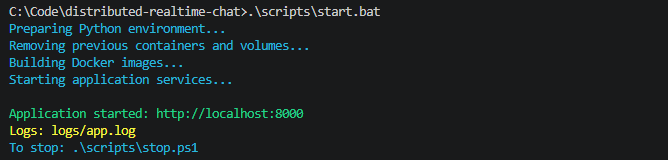 C:\Code\distributed-realtime-chat>.\scripts\start.bat
Preparing Python environment...
Removing previous containers and volumes...
Building Docker images...
Starting application services...
Application started: http://localhost:8000
Logs: logs/app.log
To stop: .\scripts\stop.ps1